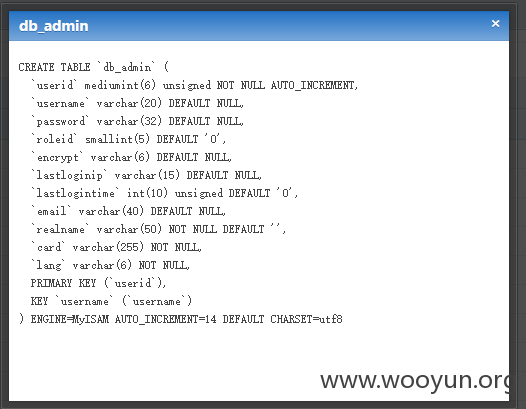 db_admin ×
CREATE TABLE `db_admin` (
`userid` mediumint(6) unsigned NOT NULL AUTO_INCREMENT,
`username` varchar(20) DEFAULT NULL,
`password` varchar(32) DEFAULT NULL,
`roleid` smallint(5) DEFAULT '0',
`encrypt` varchar(6) DEFAULT NULL,
`lastloginip` varchar(15) DEFAULT NULL,
`lastlogintime` int(10) unsigned DEFAULT '0',
`email` varchar(40) DEFAULT NULL,
`realname` varchar(50) NOT NULL DEFAULT '',
`card` varchar(255) NOT NULL,
`lang` varchar(6) NOT NULL,
PRIMARY KEY (`userid`),
KEY `username` (`username`)
) ENGINE=MyISAM AUTO_INCREMENT=14 DEFAULT CHARSET=utf8
www.wooyun.org